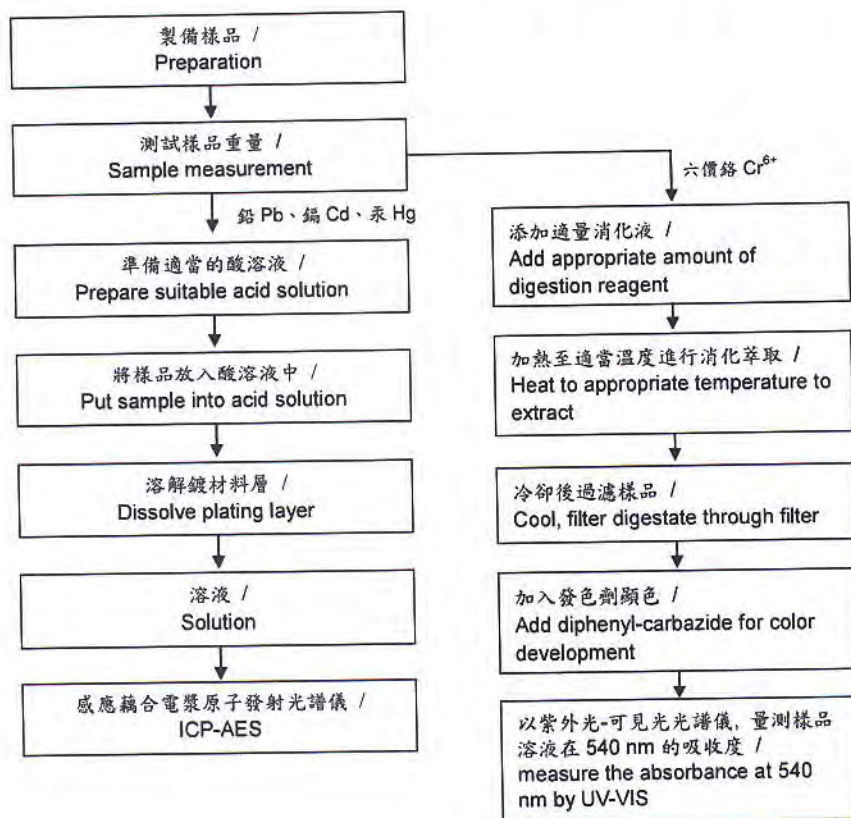 製備樣品 /
Preparation
測試樣品重量 /
Sample measurement
鉛 Pb、鎘 Cd、汞 Hg
準備適當的酸溶液 /
Prepare suitable acid solution
將樣品放入酸溶液中 /
Put sample into acid solution
溶解鍍材料層 /
Dissolve plating layer
溶液 /
Solution
感應藕合電漿原子發射光譜儀 /
ICP-AES
六價鉻 Cr⁶⁺
添加適量消化液 /
Add appropriate amount of
digestion reagent
加熱至適當溫度進行消化萃取 /
Heat to appropriate temperature to
extract
冷卻後過濾樣品 /
Cool, filter digestate through filter
加入發色劑顯色 /
Add diphenyl-carbazide for color
development
以紫外光-可見光光譜儀, 量測樣品
溶液在 540 nm 的吸收度 /
measure the absorbance at 540
nm by UV-VIS